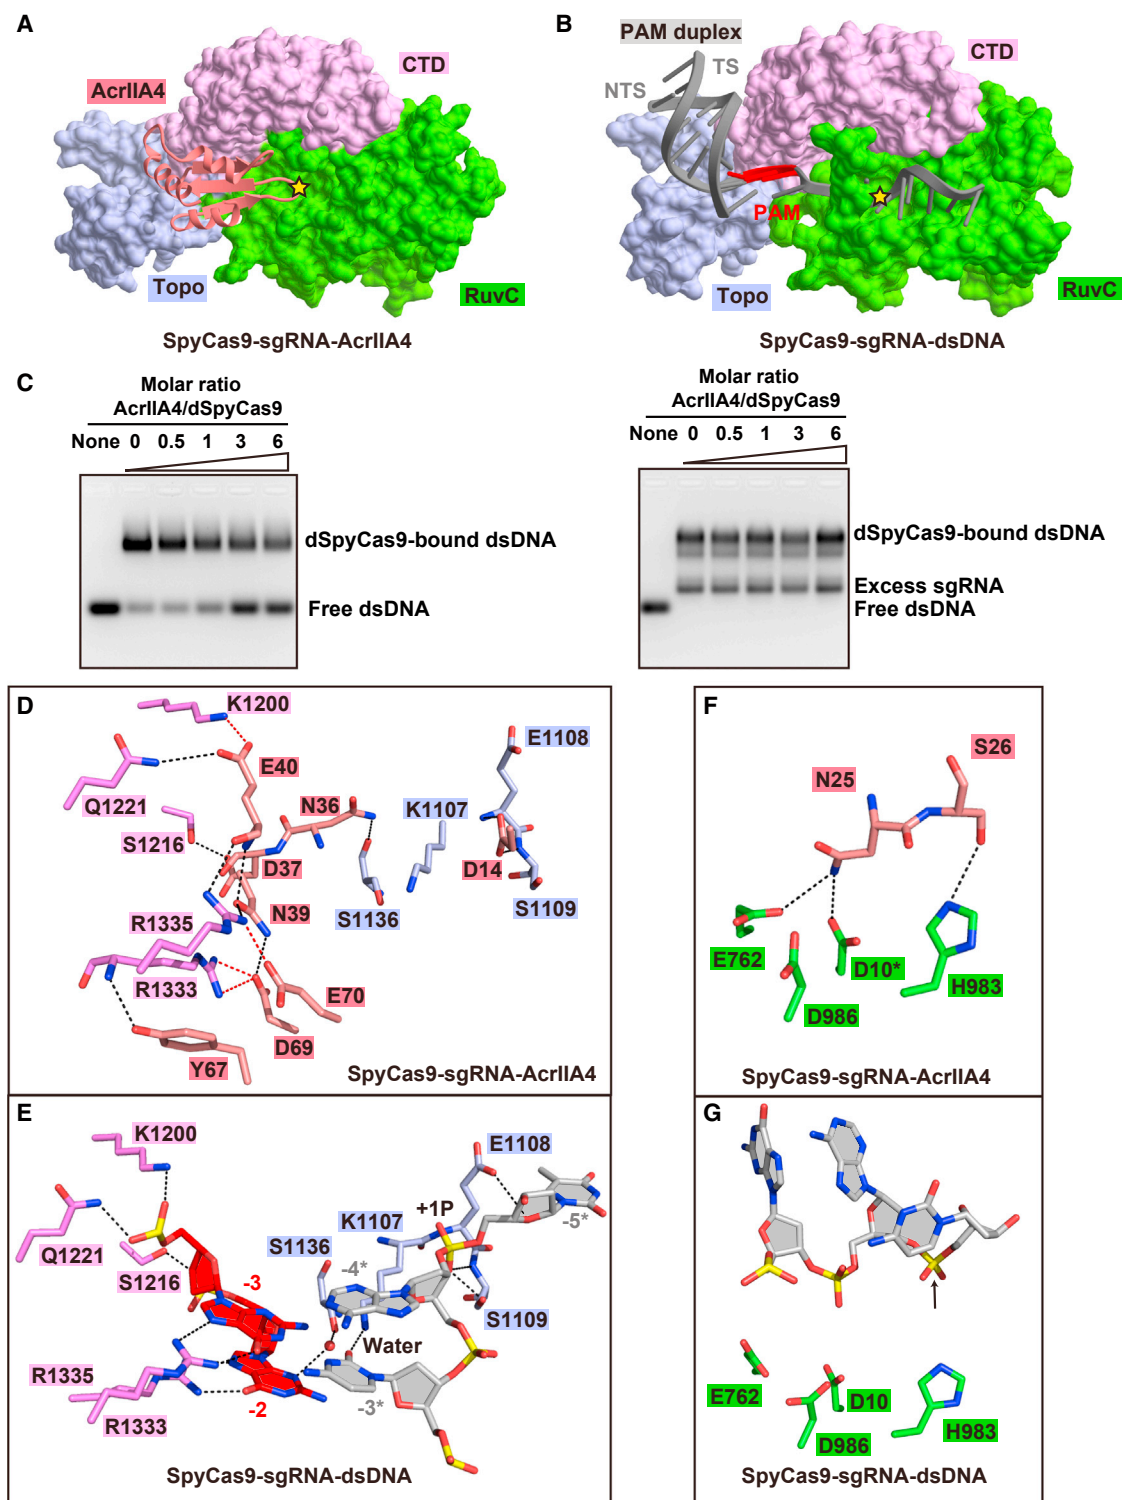 A
AcrIIA4
CTD
Topo
RuvC
SpyCas9-sgRNA-AcrIIA4
B
PAM duplex
NTS
TS
CTD
PAM
Topo
RuvC
SpyCas9-sgRNA-dsDNA
C
Molar ratio
AcrIIA4/dSpyCas9
None 0 0.5 1 3 6
dSpyCas9-bound dsDNA
Free dsDNA
Molar ratio
AcrIIA4/dSpyCas9
None 0 0.5 1 3 6
dSpyCas9-bound dsDNA
Excess sgRNA
Free dsDNA
D
K1200
E1108
E40
Q1221
N36
K1107
S1216
D37
D14
N39
S1136
S1109
R1335
R1333
E70
D69
Y67
SpyCas9-sgRNA-AcrIIA4
E
K1200
E1108
+1P
-5*
K1107
Q1221
S1136
S1216
-4*
-3
S1109
Water
R1335
-3*
-2
R1333
SpyCas9-sgRNA-dsDNA
F
S26
N25
E762
D10*
H983
D986
SpyCas9-sgRNA-AcrIIA4
G
E762
D10
H983
D986
SpyCas9-sgRNA-dsDNA